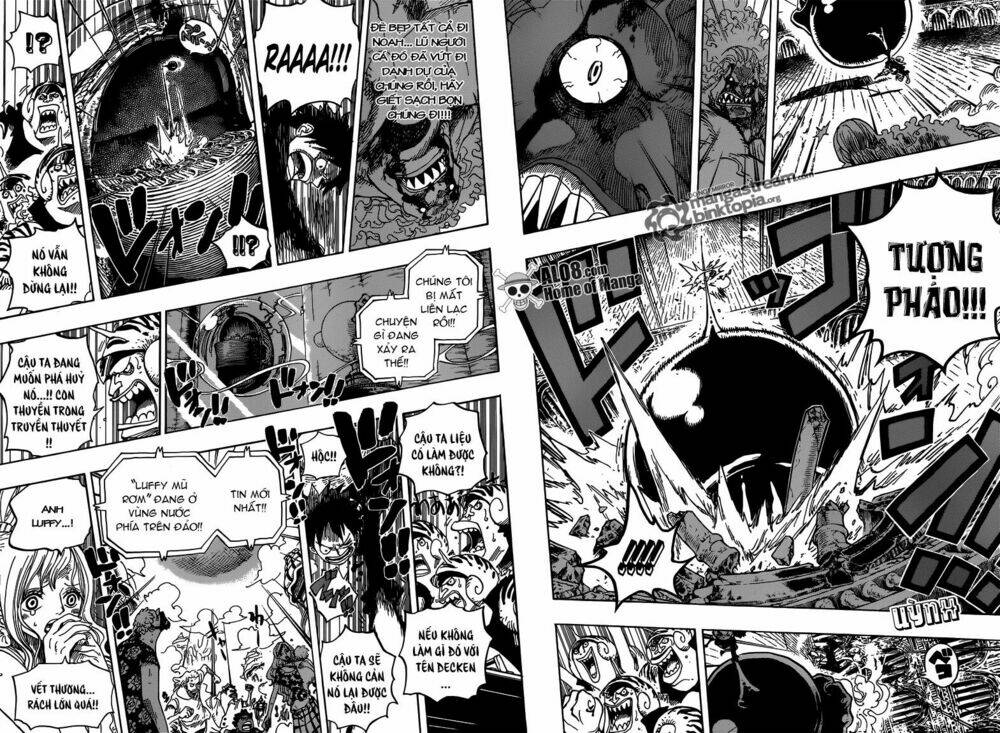 TƯỢNG
PHÁO!!!
!!!!
UỲNX
ĐÈ BẸP TẤT CẢ ĐI
NOAH... LŨ NGƯỜI
CÁ ĐÓ ĐÃ VỨT ĐI
DANH DỰ CỦA
CHÚNG RỒI, HÃY
GIẾT SẠCH BỌN
CHÚNG ĐI!!!!
RAAAA!!!
!?
!!?
NÓ VẪN
KHÔNG
DỪNG LẠI!!
CHÚNG TÔI
BỊ MẤT
LIÊN LẠC
RỒI!!
CHUYỆN
GÌ ĐANG
XẢY RA
THẾ!!
CẬU TA ĐANG
MUỐN PHÁ HUỶ
NÓ...!! CON
THUYỀN TRONG
TRUYỀN THUYẾT
!!
CẬU TA LIỆU
CÓ LÀM ĐƯỢC
KHÔNG?!
NẾU KHÔNG
LÀM GÌ ĐÓ VỚI
TÊN DECKEN
...
HỘC!!
CẬU TA SẼ
KHÔNG CẢN
NÓ LẠI ĐƯỢC
ĐÂU!!
TIN MỚI
NHẤT!!
"LUFFY MŨ
RƠM" ĐANG Ở
VÙNG NƯỚC
PHÍA TRÊN ĐẢO!!
ANH
LUFFY...!
VẾT THƯƠNG...
RÁCH LỚN QUÁ!!
mangastream.com
binktopia.org
AL08.com
Home of Manga